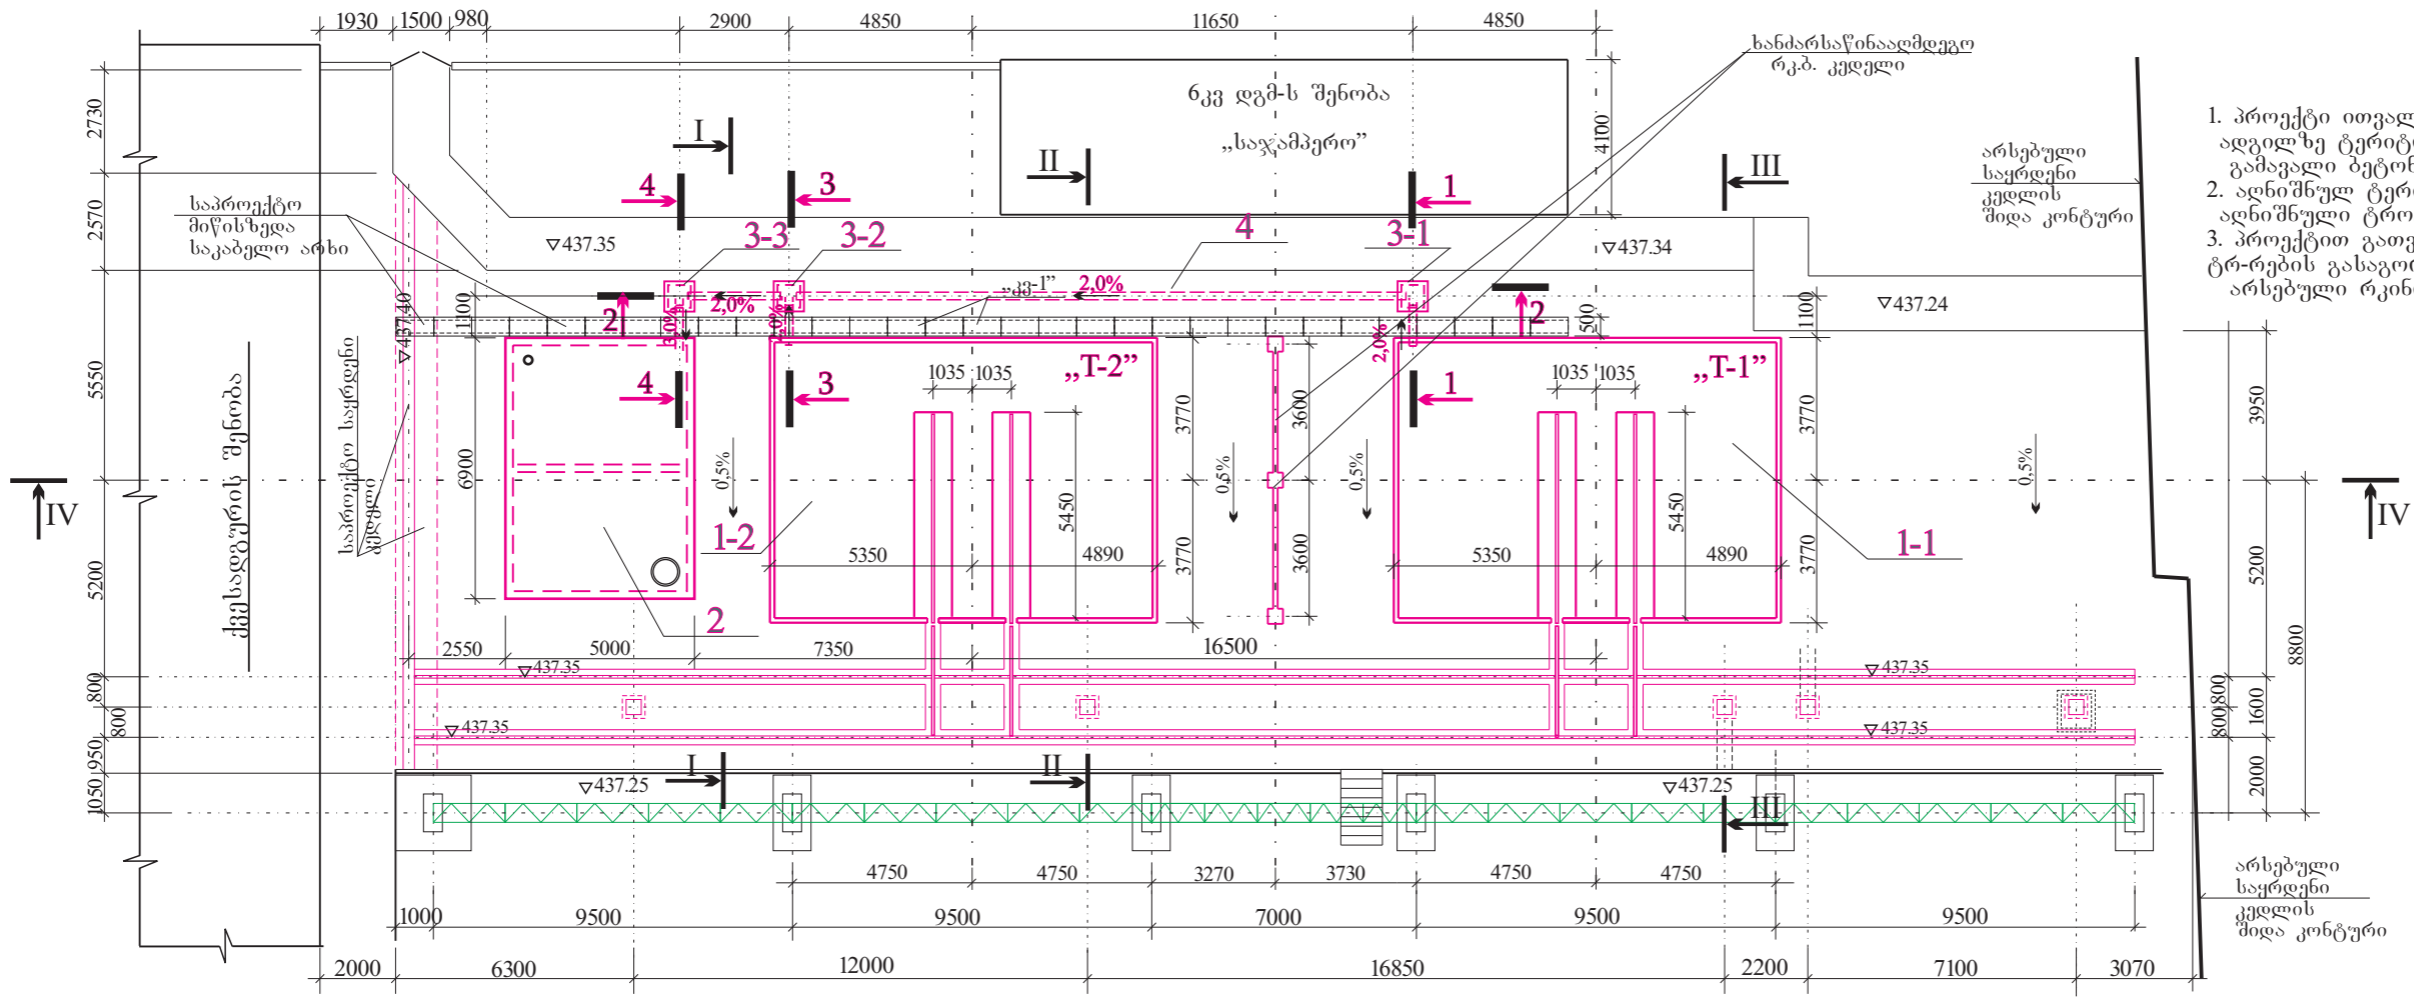 1930 1500 980 2900 4850 11650 4850
ხანძარსაწინააღმდეგო
რკ.ბ. კედელი
6კვ დგმ-ს შენობა
„საჯამპერო”
4100
2730
2570
5550
5200
800
800
950
1050
I
II
III
4
3
1
1. პროექტი ითვალ
ადგილზე ტერიტ
გამავალი ბეტონ
2. აღნიშნულ ტერი
აღნიშნული ტრო
3. პროექტით გათვ
ტრ-რების გასაგორ
არსებული რკინ
არსებული
საყრდენი
კედლის
შიდა კონტური
საპროექტო
მიწისზედა
საკაბელო არხი
437.35
3-3
3-2
4
3-1
437.34
437.24
„კვ-1”
2,0%
2,0%
2
2
437.40
1100
3,0%
2,0%
2,0%
500
1100
ქვესადგურის შენობა
საპროექტო საყრდენი
კედელი
„T-2”
„T-1”
1035 1035
1035 1035
4
3
1
6900
0,5%
0,5%
0,5%
0,5%
3770
3770
3600
3600
3770
3770
5450
5450
5350 4890
5350 4890
1-2
1-1
2
IV
IV
3950
5200
8800
800
800
1600
2000
2550 5000 7350 16500
437.35
437.35
437.35
437.35
I
II
III
437.25
437.25
4750 4750 3270 3730 4750 4750
1000 9500 9500 7000 9500 9500
2000 6300 12000 16850 2200 7100 3070
არსებული
საყრდენი
კედლის
შიდა კონტური